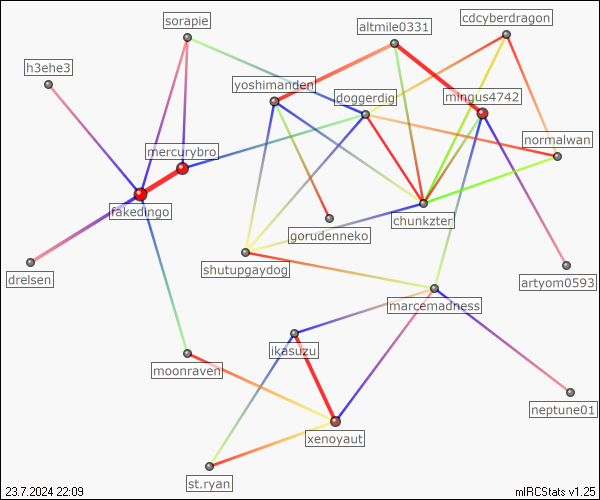 sorapie
altmile0331
cdcyberdragon
h3ehe3
yoshimanden
doggerdig
mingus4742
normalwan
mercurybro
fakedingo
chunkzter
gorudenneko
drelsen
shutupgaydog
artyom0593
marcemadness
ikasuzu
moonraven
neptune01
xenoyaut
st.ryan
23.7.2024 22:09
mIRCStats v1.25